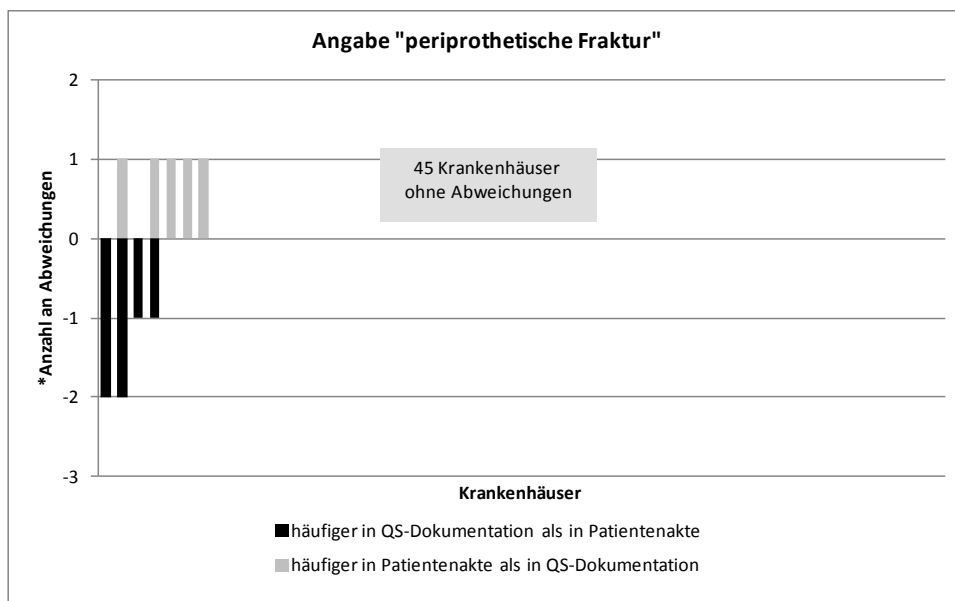 Angabe "periprothetische Fraktur"
2
1
0
-1
-2
-3
*Anzahl an Abweichungen
45 Krankenhäuser
ohne Abweichungen
Krankenhäuser
häufiger in QS-Dokumentation als in Patientenakte
häufiger in Patientenakte als in QS-Dokumentation